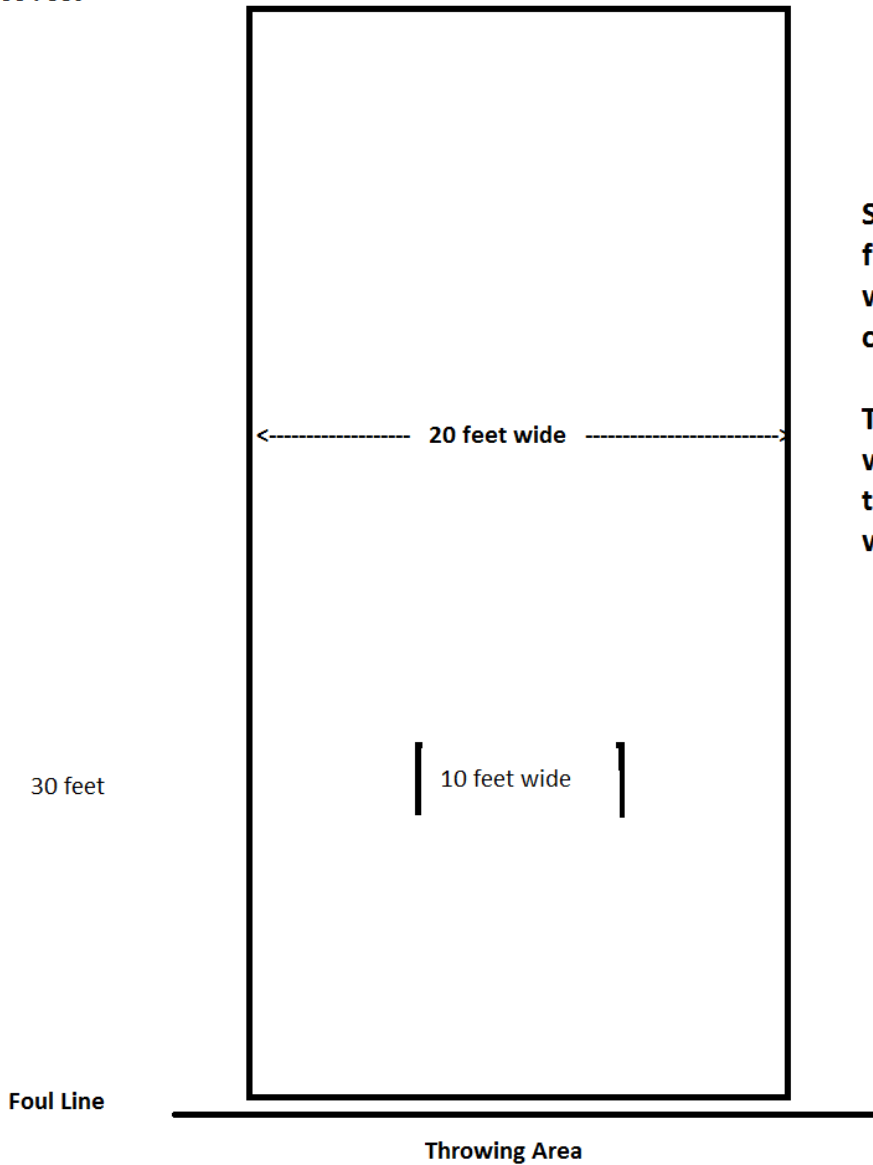 S
f
v
c
<------------------- 20 feet wide -------------------------->
T
v
t
v
10 feet wide
30 feet
Foul Line
Throwing Area